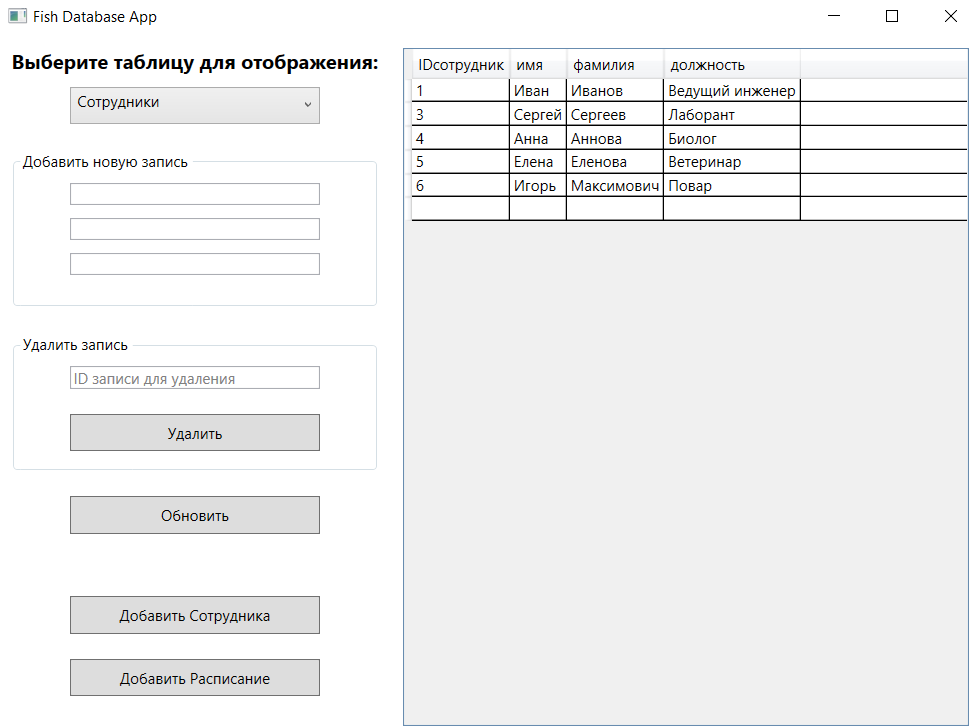 Fish Database App
Выберите таблицу для отображения:
Сотрудники
Добавить новую запись
Удалить запись
ID записи для удаления
Удалить
Обновить
Добавить Сотрудника
Добавить Расписание
IDсотрудник имя фамилия должность
1 Иван Иванов Ведущий инженер
3 Сергей Сергеев Лаборант
4 Анна Аннова Биолог
5 Елена Еленова Ветеринар
6 Игорь Максимович Повар